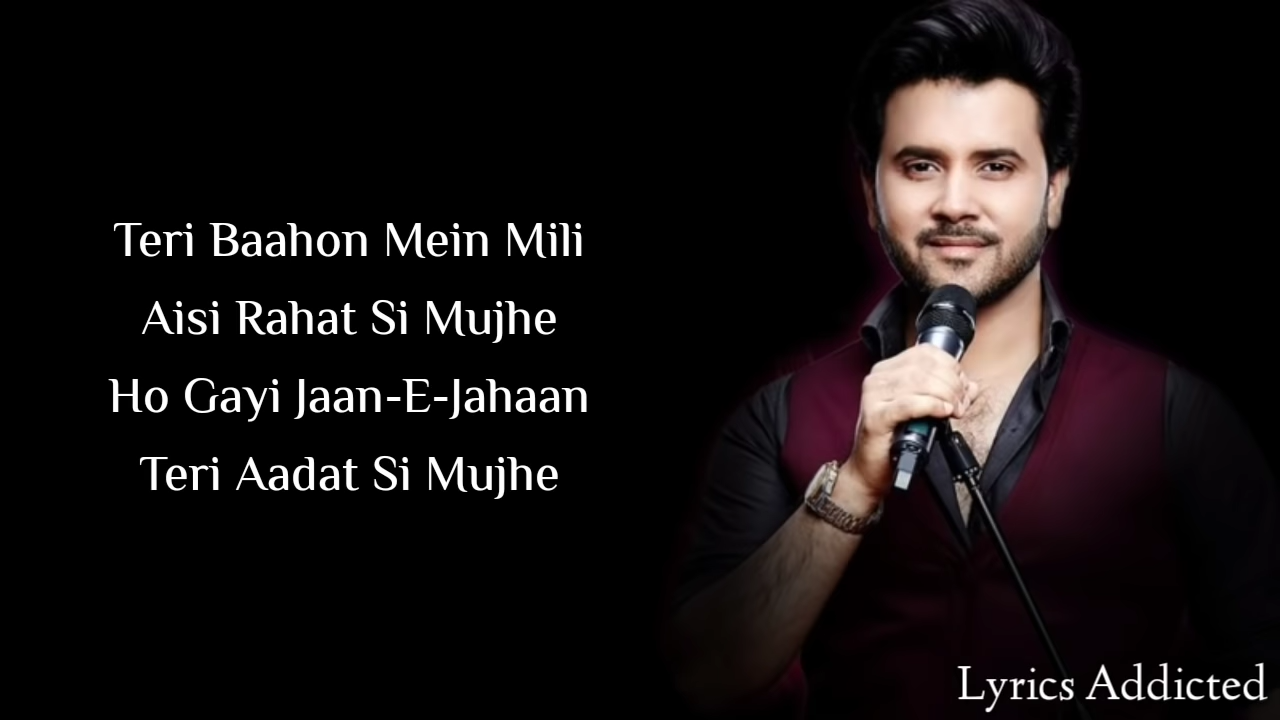 Teri Baahon Mein Mili
Aisi Rahat Si Mujhe
Ho Gayi Jaan-E-Jahaan
Teri Aadat Si Mujhe
Lyrics Addicted